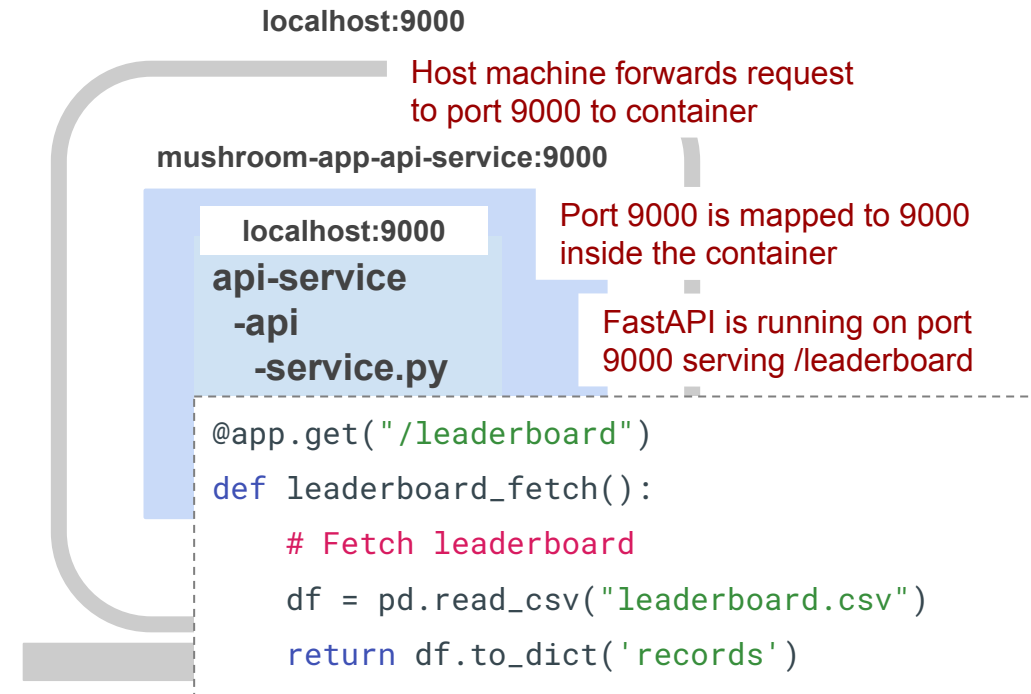 localhost:9000
Host machine forwards request
to port 9000 to container
mushroom-app-api-service:9000
Port 9000 is mapped to 9000
inside the container
localhost:9000
api-service
-api
-service.py
FastAPI is running on port
9000 serving /leaderboard
@app.get("/leaderboard")
def leaderboard_fetch():
    # Fetch leaderboard
    df = pd.read_csv("leaderboard.csv")
    return df.to_dict('records')